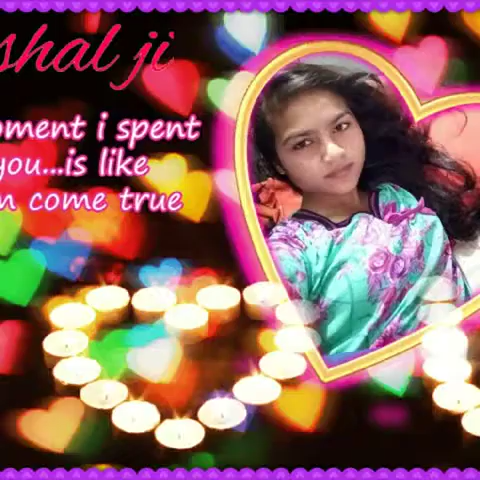 shal ji
oment i spent
you...is like
m come true